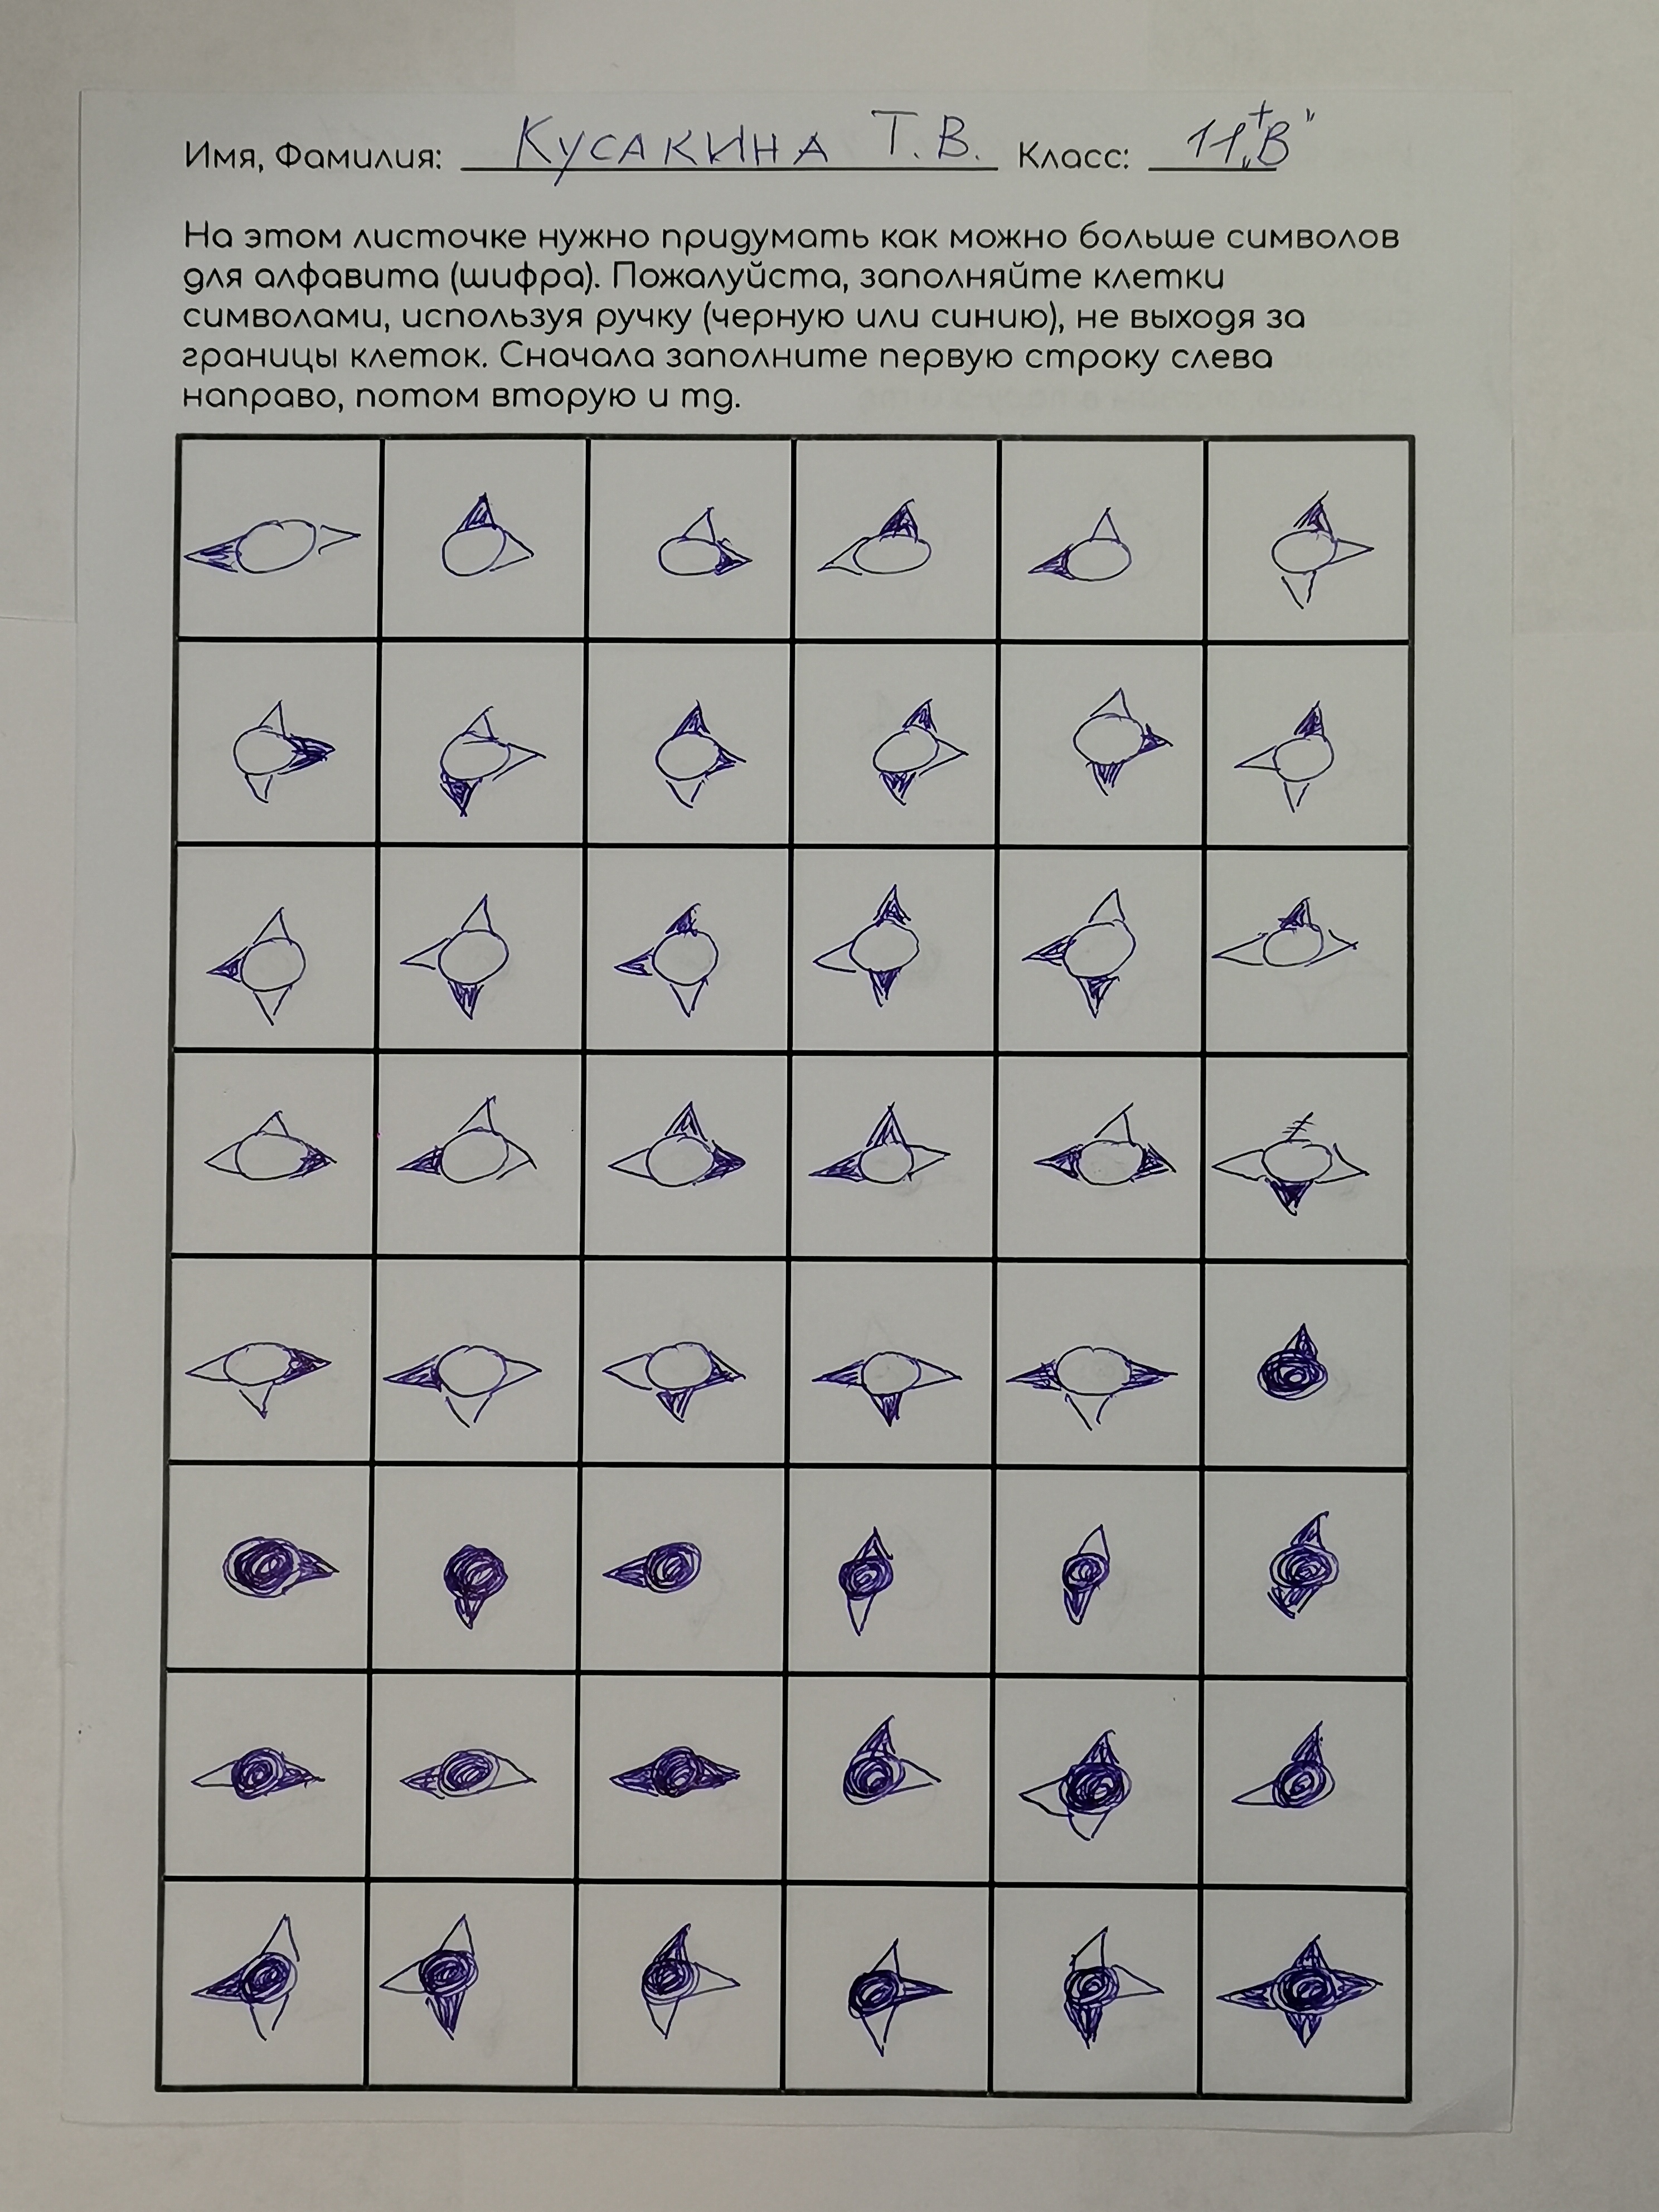 Имя, Фамилия: КУСАКИНА Т.В. Класс: 11+„В"
На этом листочке нужно придумать как можно больше символов
для алфавита (шифра). Пожалуйста, заполняйте клетки
символами, используя ручку (черную или синию), не выходя за
границы клеток. Сначала заполните первую строку слева
направо, потом вторую и тд.